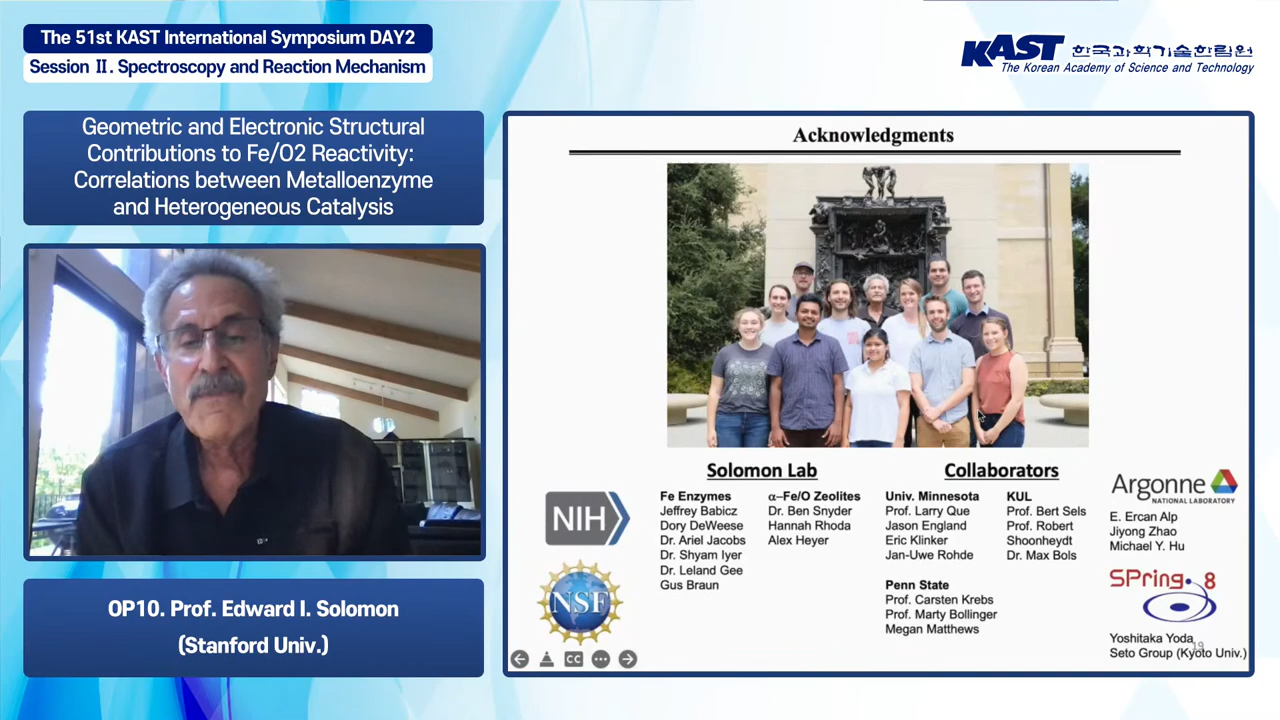 The 51st KAST International Symposium DAY2
Session Ⅱ. Spectroscopy and Reaction Mechanism
KAST 한국과학기술한림원
The Korean Academy of Science and Technology
Geometric and Electronic Structural
Contributions to Fe/O2 Reactivity:
Correlations between Metalloenzyme
and Heterogeneous Catalysis
OP10. Prof. Edward I. Solomon
(Stanford Univ.)
Acknowledgments
Solomon Lab
Fe Enzymes
Jeffrey Babicz
Dory DeWeese
Dr. Ariel Jacobs
Dr. Shyam Iyer
Dr. Leland Gee
Gus Braun
α–Fe/O Zeolites
Dr. Ben Snyder
Hannah Rhoda
Alex Heyer
Collaborators
Univ. Minnesota
Prof. Larry Que
Jason England
Eric Klinker
Jan-Uwe Rohde
Penn State
Prof. Carsten Krebs
Prof. Marty Bollinger
Megan Matthews
KUL
Prof. Bert Sels
Prof. Robert
Shoonheydt
Dr. Max Bols
NIH
NSF
Argonne
NATIONAL LABORATORY
E. Ercan Alp
Jiyong Zhao
Michael Y. Hu
SPring-8
Yoshitaka Yoda
Seto Group (Kyoto Univ.)
19
CC